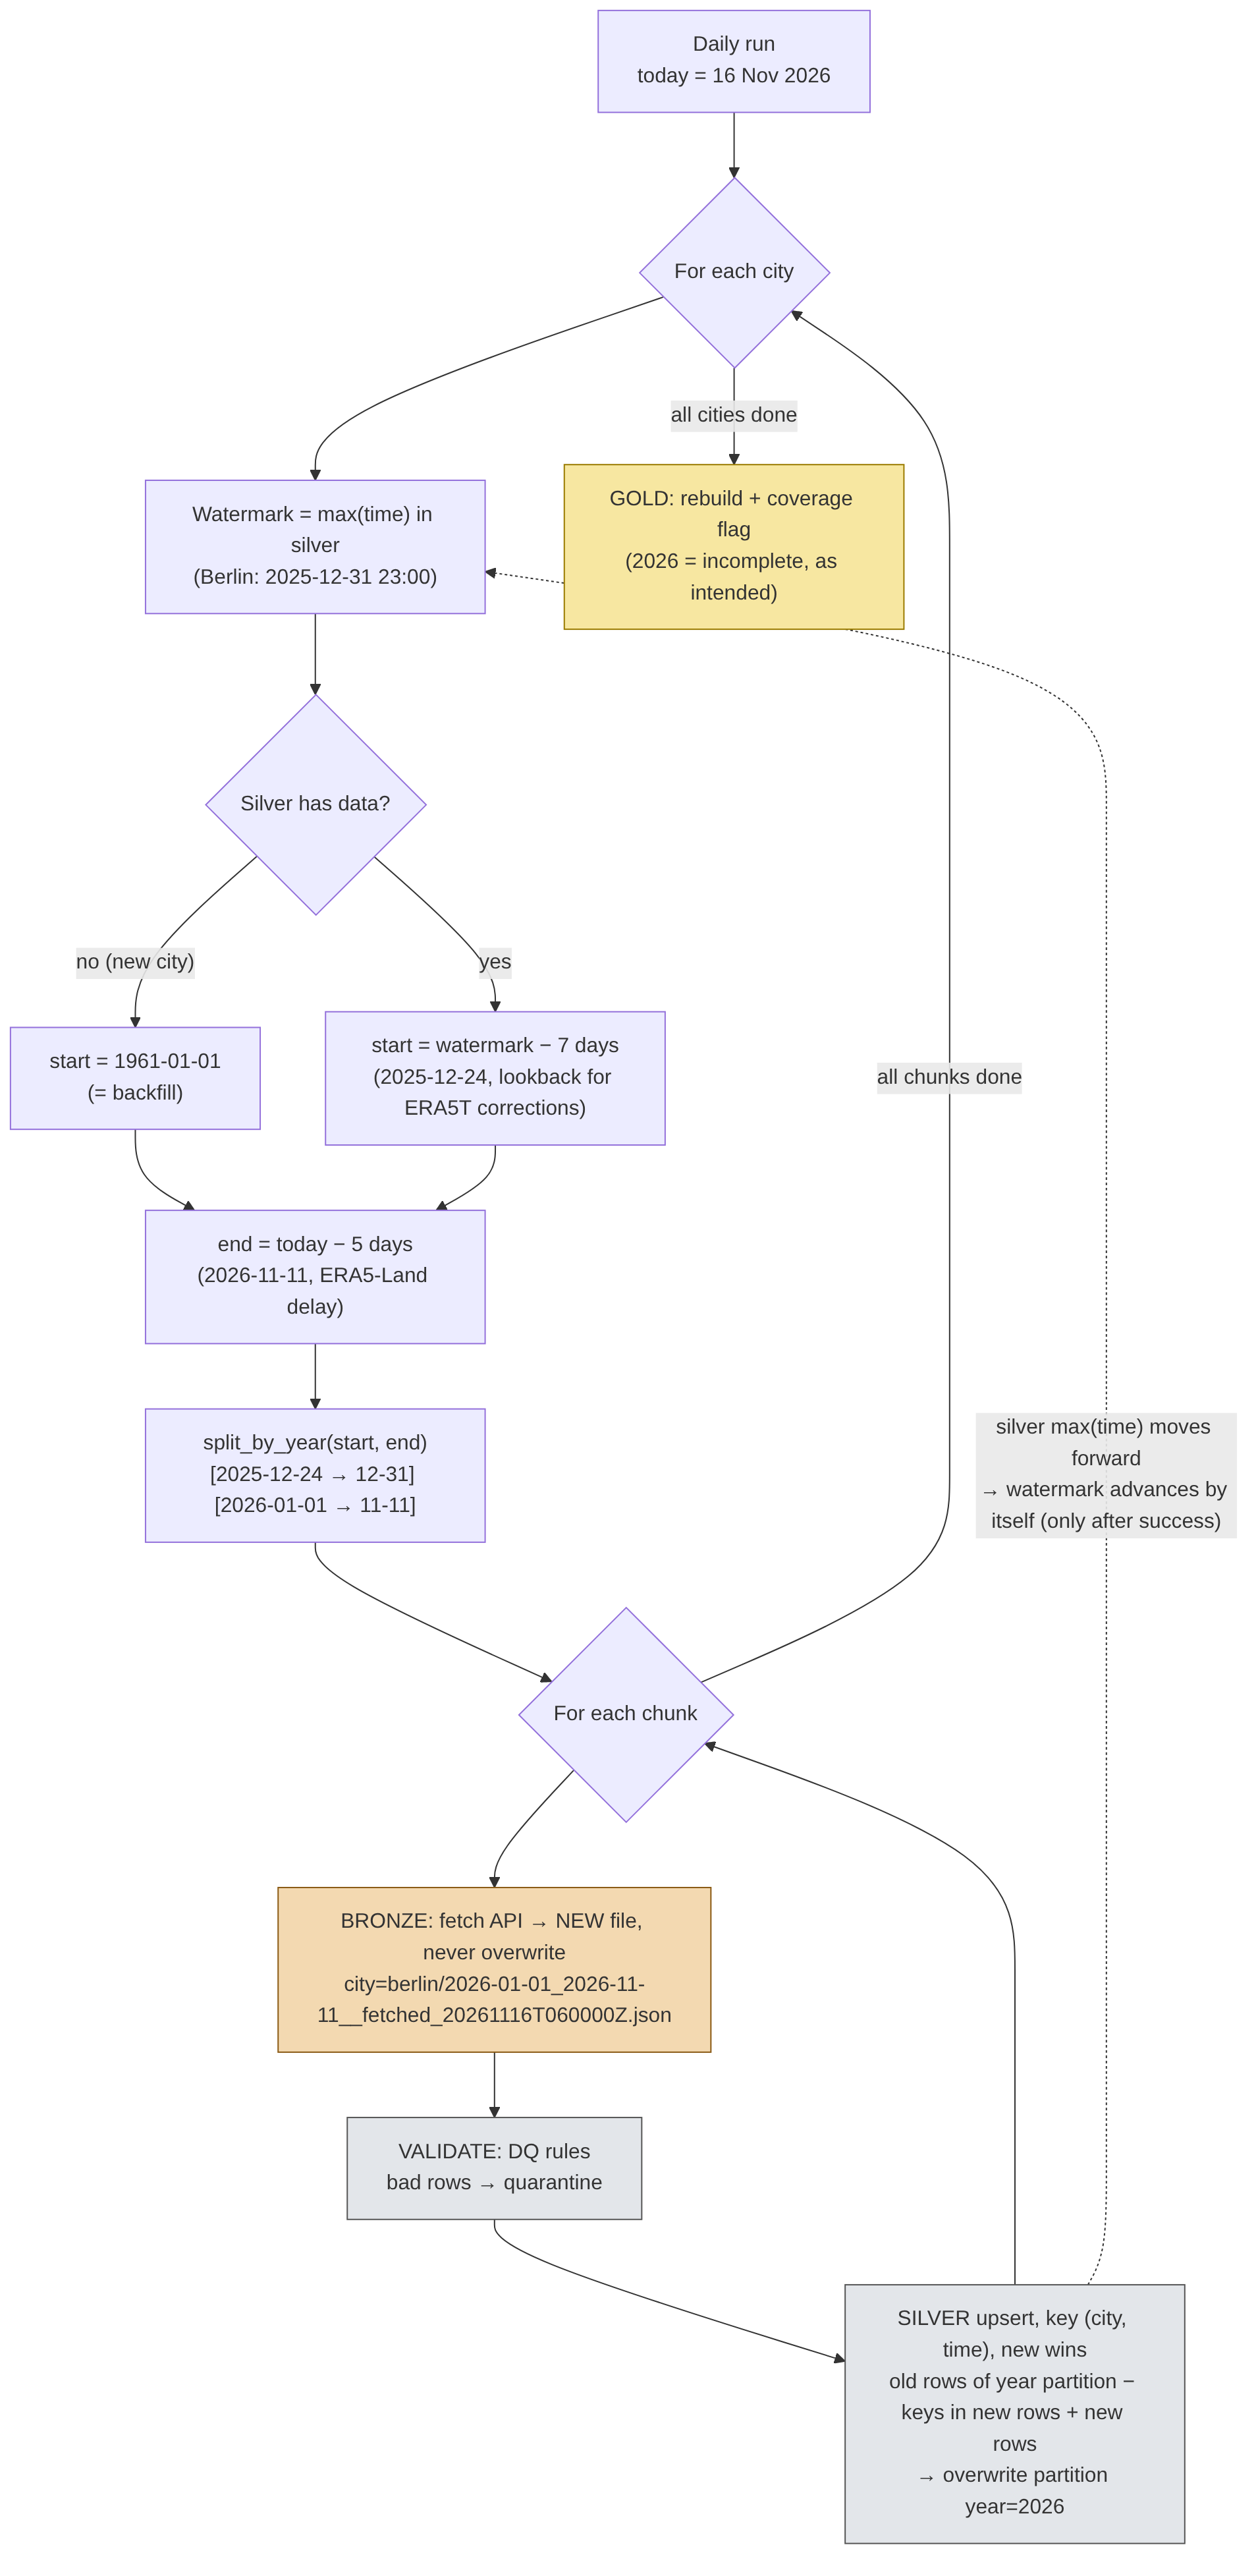 Daily run
today = 16 Nov 2026
For each city
all cities done
Watermark = max(time) in
silver
(Berlin: 2025-12-31 23:00)
GOLD: rebuild + coverage
flag
(2026 = incomplete, as
intended)
Silver has data?
no (new city)
yes
start = 1961-01-01
(= backfill)
start = watermark − 7 days
(2025-12-24, lookback for
ERA5T corrections)
all chunks done
end = today − 5 days
(2026-11-11, ERA5-Land
delay)
split_by_year(start, end)
[2025-12-24 → 12-31]
[2026-01-01 → 11-11]
silver max(time) moves
forward
→ watermark advances by
itself (only after success)
For each chunk
BRONZE: fetch API → NEW file,
never overwrite
city=berlin/2026-01-01_2026-11-
11__fetched_20261116T060000Z.json
VALIDATE: DQ rules
bad rows → quarantine
SILVER upsert, key (city,
time), new wins
old rows of year partition −
keys in new rows + new
rows
→ overwrite partition
year=2026